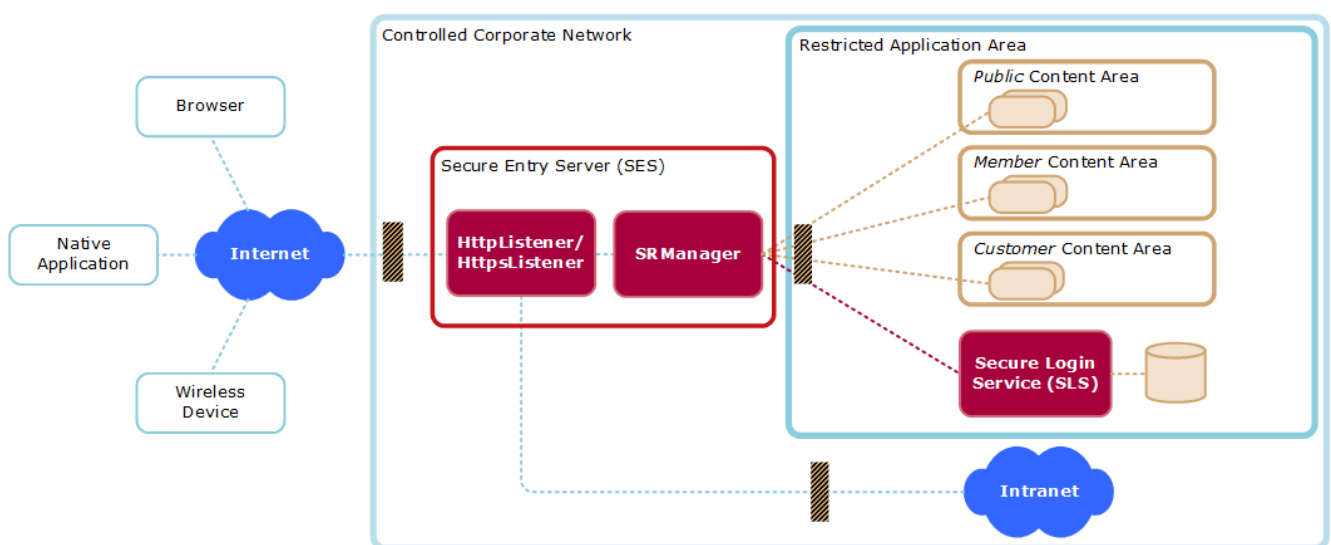 Controlled Corporate Network
Restricted Application Area
Public Content Area
Browser
Secure Entry Server (SES)
Member Content Area
Native
Application
Internet
HttpListener/
HttpsListener
SRManager
Customer Content Area
Wireless
Device
Secure Login
Service (SLS)
Intranet